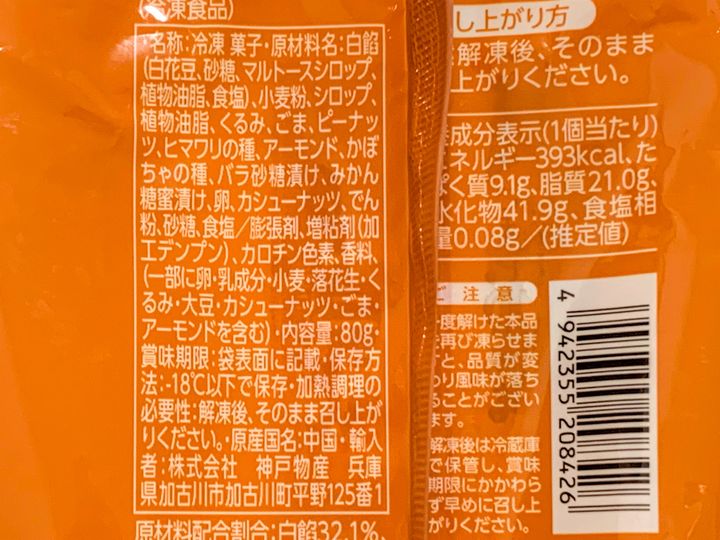 (冷凍食品)
名称:冷凍 菓子・原材料名:白餡
(白花豆、砂糖、マルトースシロップ、
植物油脂、食塩)、小麦粉、シロップ、
植物油脂、くるみ、ごま、ピーナッ
ツ、ヒマワリの種、アーモンド、かぼ
ちゃの種、バラ砂糖漬け、みかん
糖蜜漬け、卵、カシューナッツ、でん
粉、砂糖、食塩/膨張剤、増粘剤(加
工デンプン)、カロチン色素、香料、
(一部に卵・乳成分・小麦・落花生・く
るみ・大豆・カシューナッツ・ごま・
アーモンドを含む)・内容量:80g・
賞味期限:袋表面に記載・保存方
法:-18℃以下で保存・加熱調理の
必要性:解凍後、そのまま召し上が
りください。・原産国名:中国・輸入
者:株式会社 神戸物産 兵庫
県加古川市加古川町平野125番1
原材料配合割合:白餡32.1%、
し上がり方
解凍後、そのまま
上がりください。
成分表示(1個当たり)
ネルギー393kcal、た
ぱく質9.1g、脂質21.0g、
水化物41.9g、食塩相
量0.08g/(推定値)
ご注意
度解けた本品
再び凍らせま
と、品質が変
わり風味が落ち
ることがござい
ます。
解凍後は冷蔵庫
で保管し、賞味
期限にかかわら
ず早めに召し上
がりください。
4 942355 208426